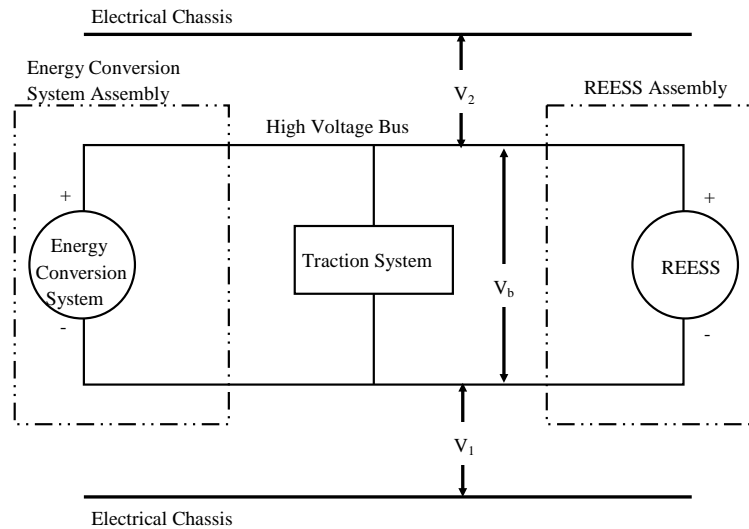 Electrical Chassis
Energy Conversion
System Assembly
V2
REESS Assembly
High Voltage Bus
+
+
Energy
Conversion
System
Traction System
Vb
REESS
-
-
V1
Electrical Chassis